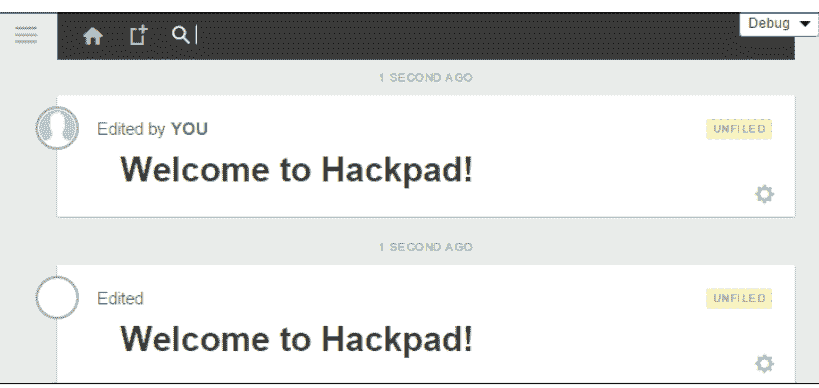 Debug
1 SECOND AGO
Edited by YOU
UNFILED
Welcome to Hackpad!
1 SECOND AGO
Edited
UNFILED
Welcome to Hackpad!